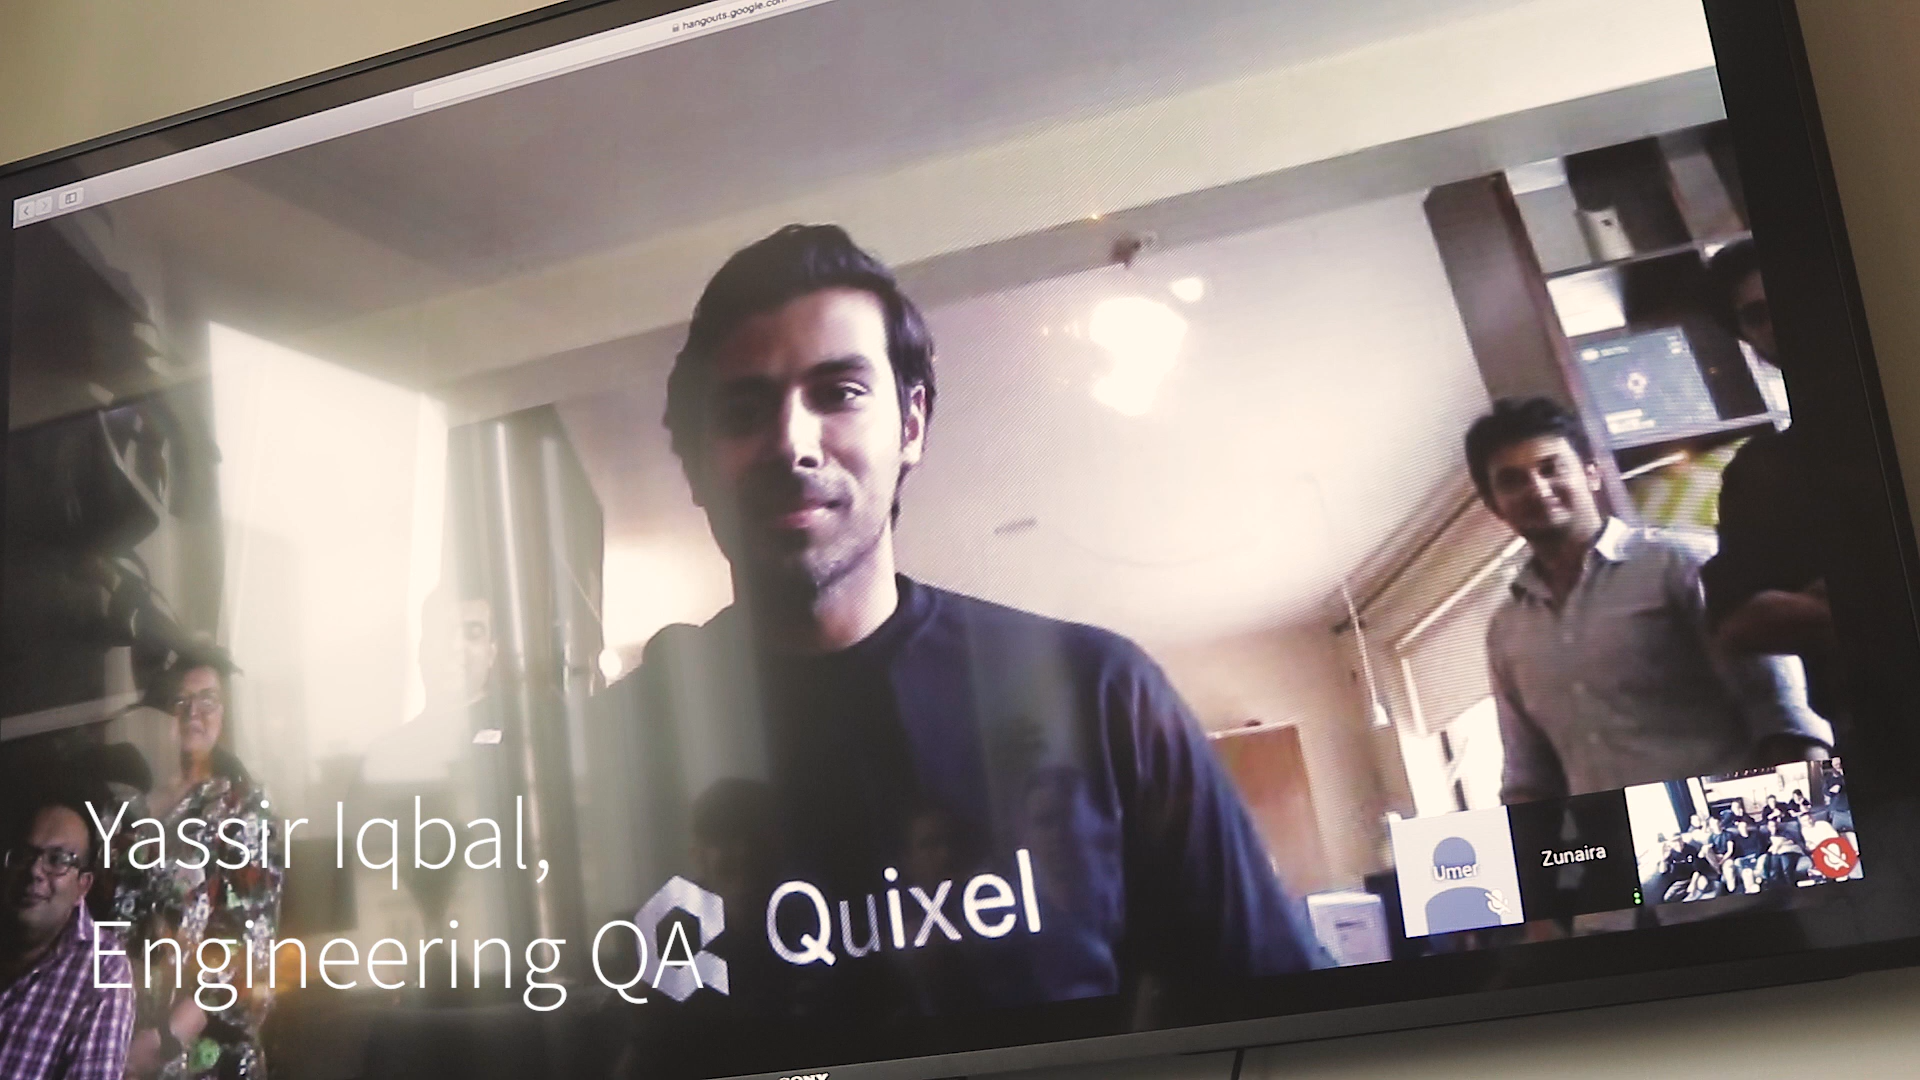 hangouts.google.com
Quixel
Umer
Zunaira
Yassir Iqbal,
Engineering QA
SONY